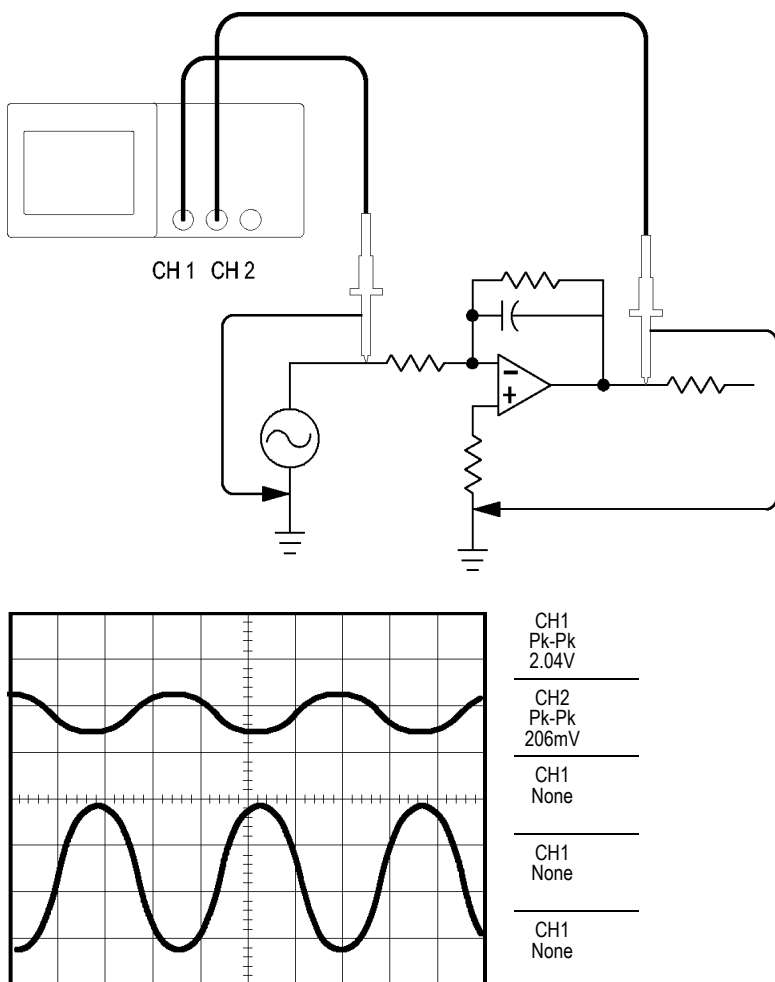 CH 1 CH 2
−
+
CH1
Pk-Pk
2.04V
CH2
Pk-Pk
206mV
CH1
None
CH1
None
CH1
None